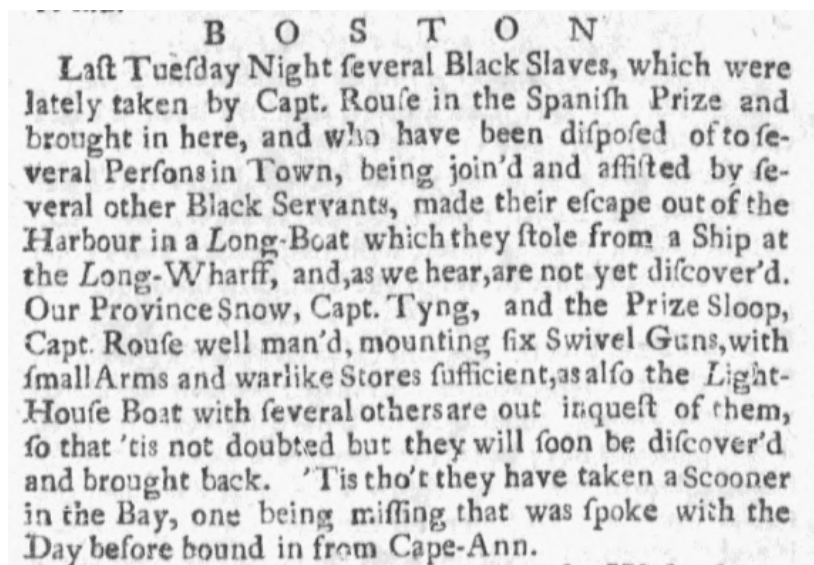 B O S T O N
Laſt Tueſday Night ſeveral Black Slaves, which were
lately taken by Capt. Rouſe in the Spaniſh Prize and
brought in here, and who have been diſpoſed of to ſe-
veral Perſons in Town, being join'd and aſſiſted by ſe-
veral other Black Servants, made their eſcape out of the
Harbour in a Long-Boat which they ſtole from a Ship at
the Long-Wharff, and, as we hear, are not yet diſcover'd.
Our Province Snow, Capt. Tyng, and the Prize Sloop,
Capt. Rouſe well man'd, mounting ſix Swivel Guns, with
ſmall Arms and warlike Stores ſufficient, as alſo the Light-
Houſe Boat with ſeveral others are out inqueſt of them,
ſo that 'tis not doubted but they will ſoon be diſcover'd
and brought back. 'Tis tho't they have taken a Scooner
in the Bay, one being miſſing that was ſpoke with the
Day before bound in from Cape-Ann.